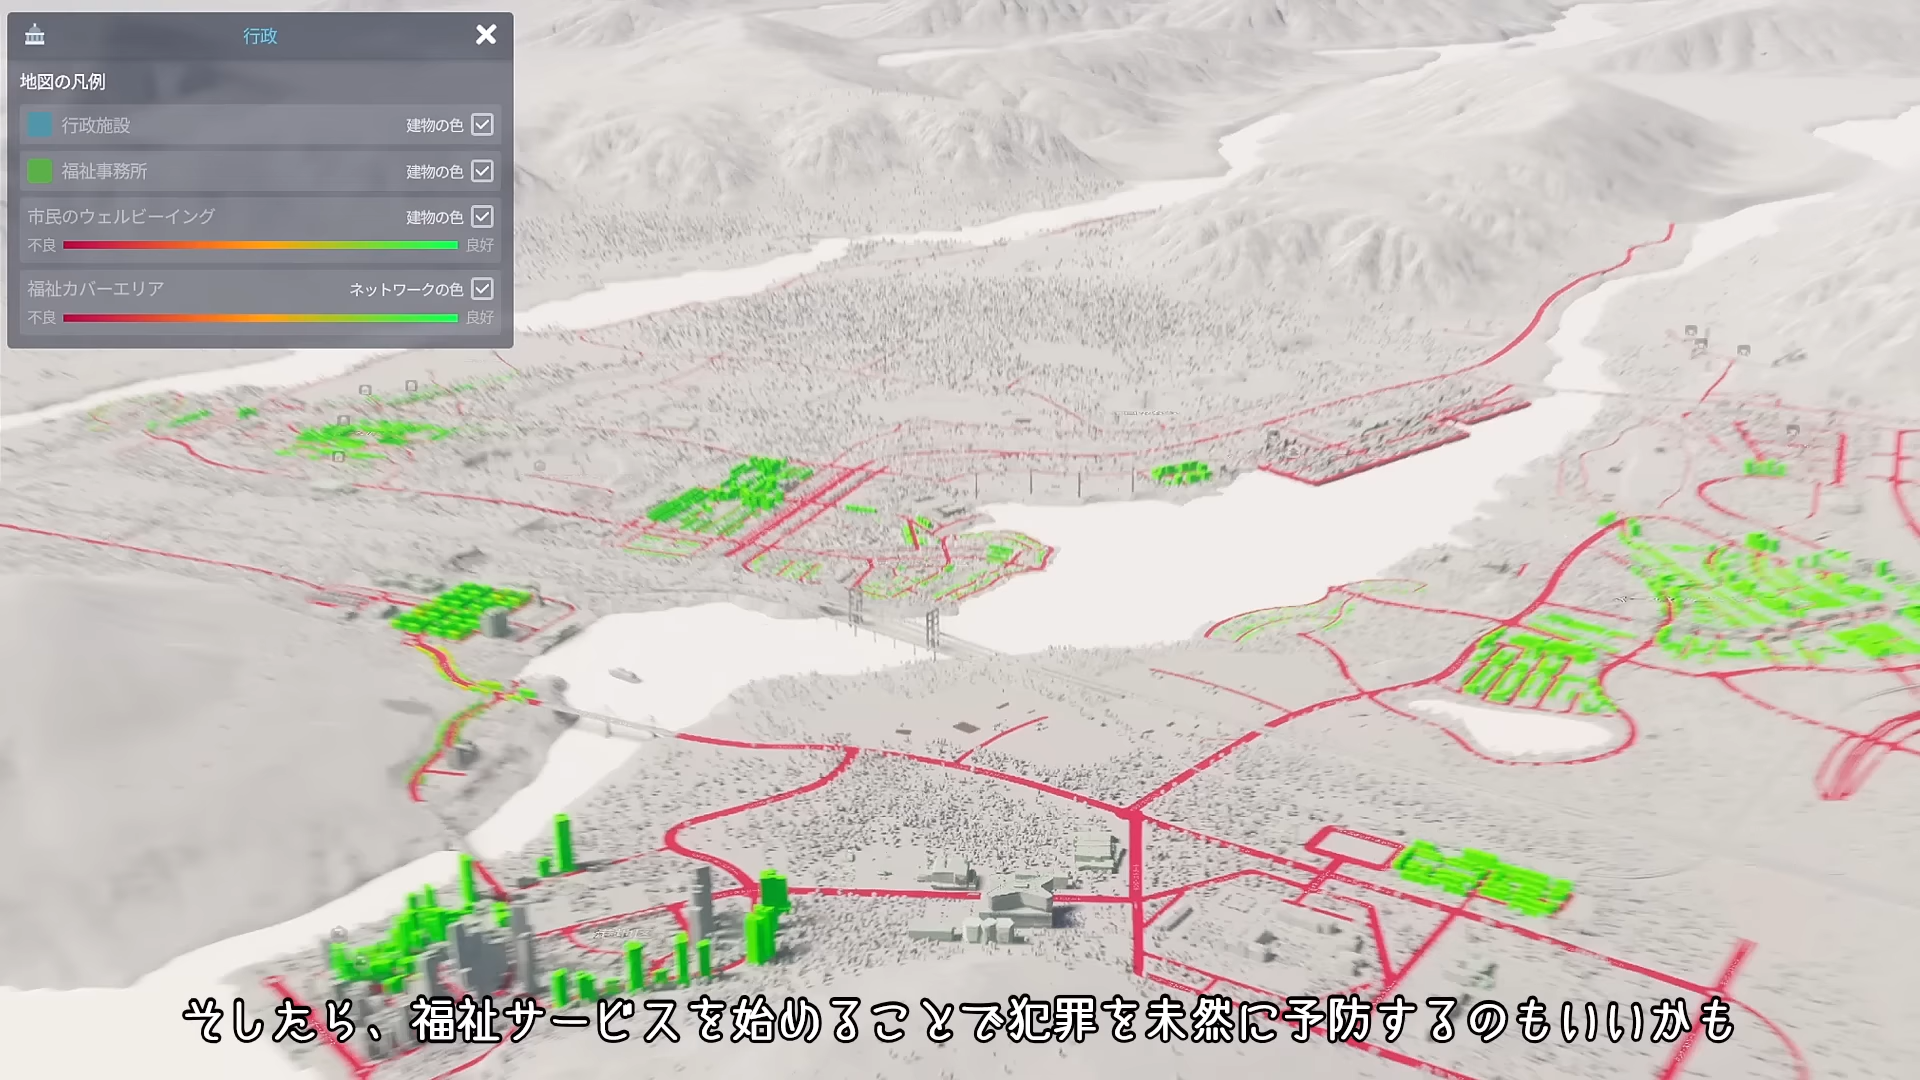 行政
地図の凡例
行政施設 建物の色
福祉事務所 建物の色
市民のウェルビーイング 建物の色
不良 良好
福祉カバーエリア ネットワークの色
不良 良好
そしたら、福祉サービスを始めることで犯罪を未然に予防するのもいいかも